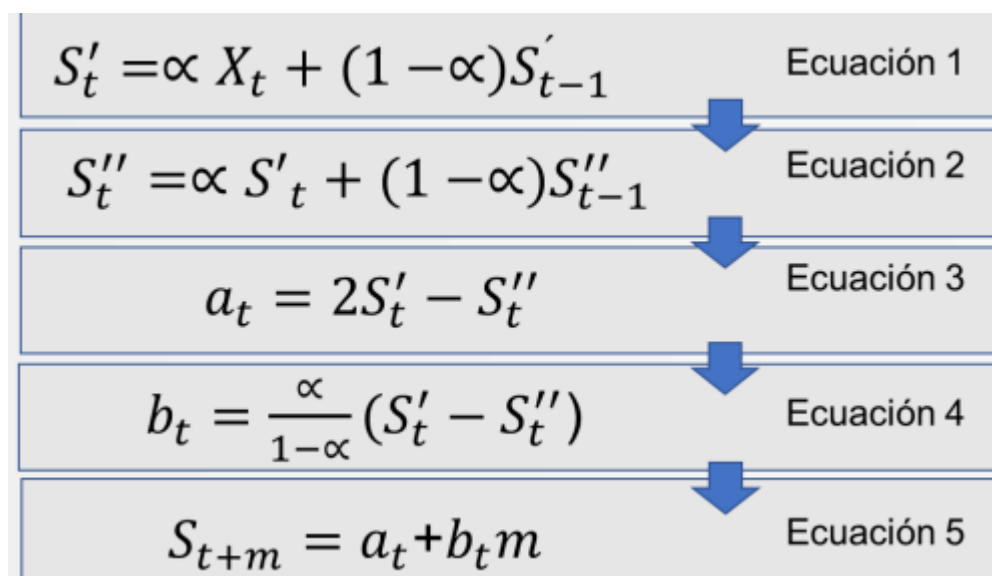 S′ₜ =∝ Xₜ + (1 −∝)S′ₜ₋₁ Ecuación 1
S″ₜ =∝ S′ₜ + (1 −∝)S″ₜ₋₁ Ecuación 2
aₜ = 2S′ₜ − S″ₜ Ecuación 3
bₜ = ∝/(1−∝) (S′ₜ − S″ₜ) Ecuación 4
Sₜ₊ₘ = aₜ+bₜm Ecuación 5